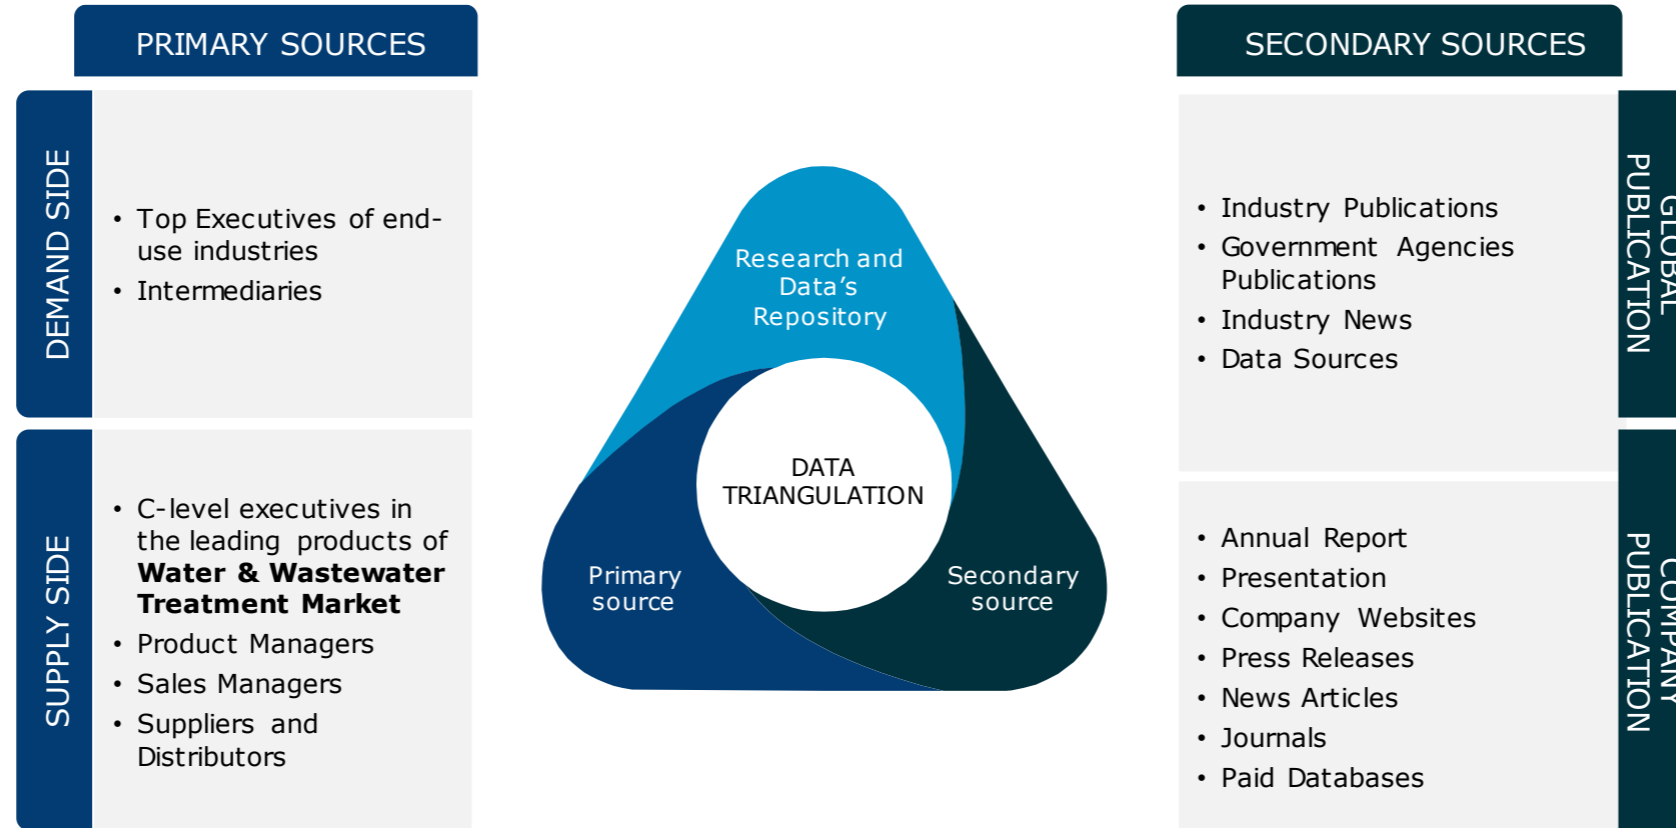 PRIMARY SOURCES
DEMAND SIDE
• Top Executives of end-
use industries
• Intermediaries
SUPPLY SIDE
• C-level executives in
the leading products of
Water & Wastewater
Treatment Market
• Product Managers
• Sales Managers
• Suppliers and
Distributors
Research and
Data’s
Repository
DATA
TRIANGULATION
Primary
source
Secondary
source
SECONDARY SOURCES
• Industry Publications
• Government Agencies
Publications
• Industry News
• Data Sources
GLOBAL
PUBLICATION
• Annual Report
• Presentation
• Company Websites
• Press Releases
• News Articles
• Journals
• Paid Databases
COMPANY
PUBLICATION